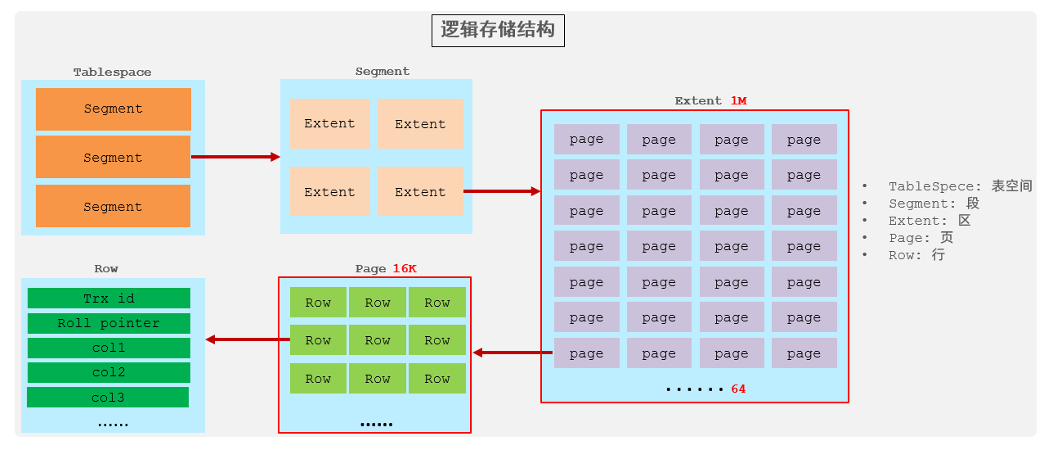 逻辑存储结构
Tablespace
Segment
Segment
Segment
Segment
Extent Extent
Extent Extent
Extent 1M
page page page page
page page page page
page page page page
page page page page
page page page page
page page page page
page page page page
······ 64
Row
Trx id
Roll pointer
col1
col2
col3
......
Page 16K
Row Row Row
Row Row Row
Row Row Row
......
• TableSpece: 表空间
• Segment: 段
• Extent: 区
• Page: 页
• Row: 行